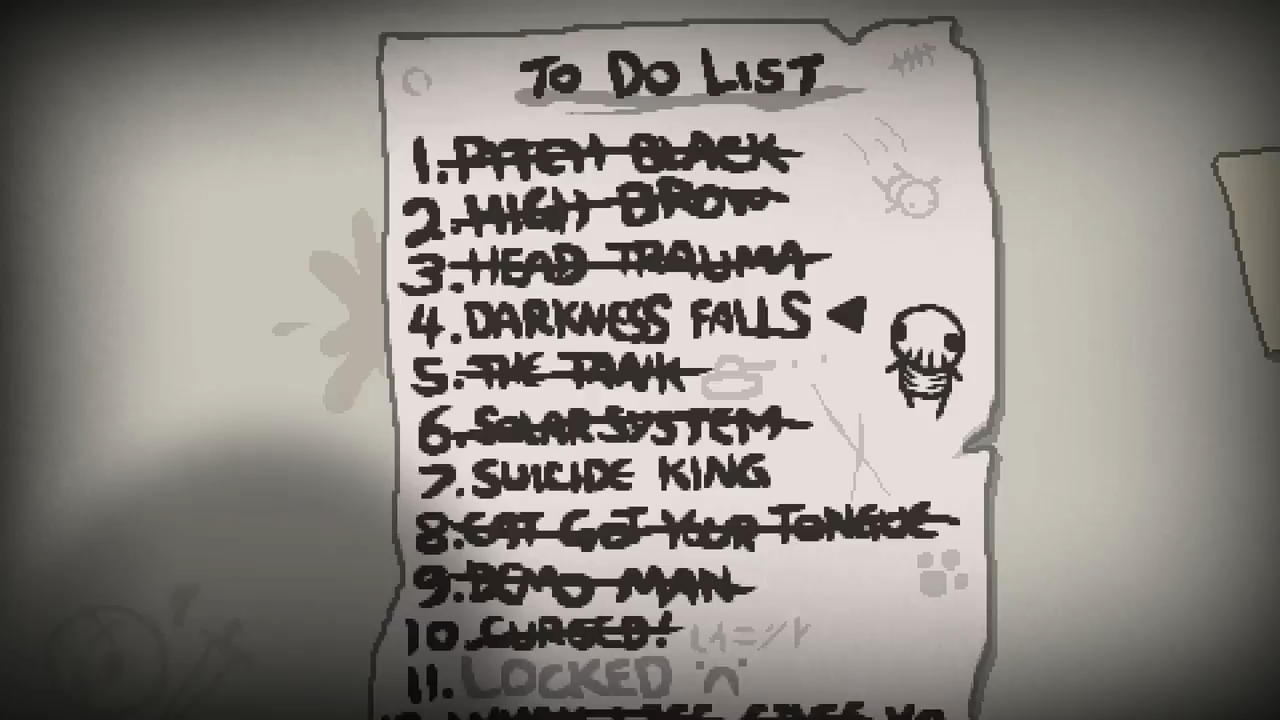 TO DO LIST
1. PITCH BLACK
2. HIGH BROW
3. HEAD TRAUMA
4. DARKNESS FALLS
5. THE TANK
6. SOLAR SYSTEM
7. SUICIDE KING
8. CAT GOT YOUR TONGUE
9. DEMO MAN
10. CURSED!
11. LOCKED